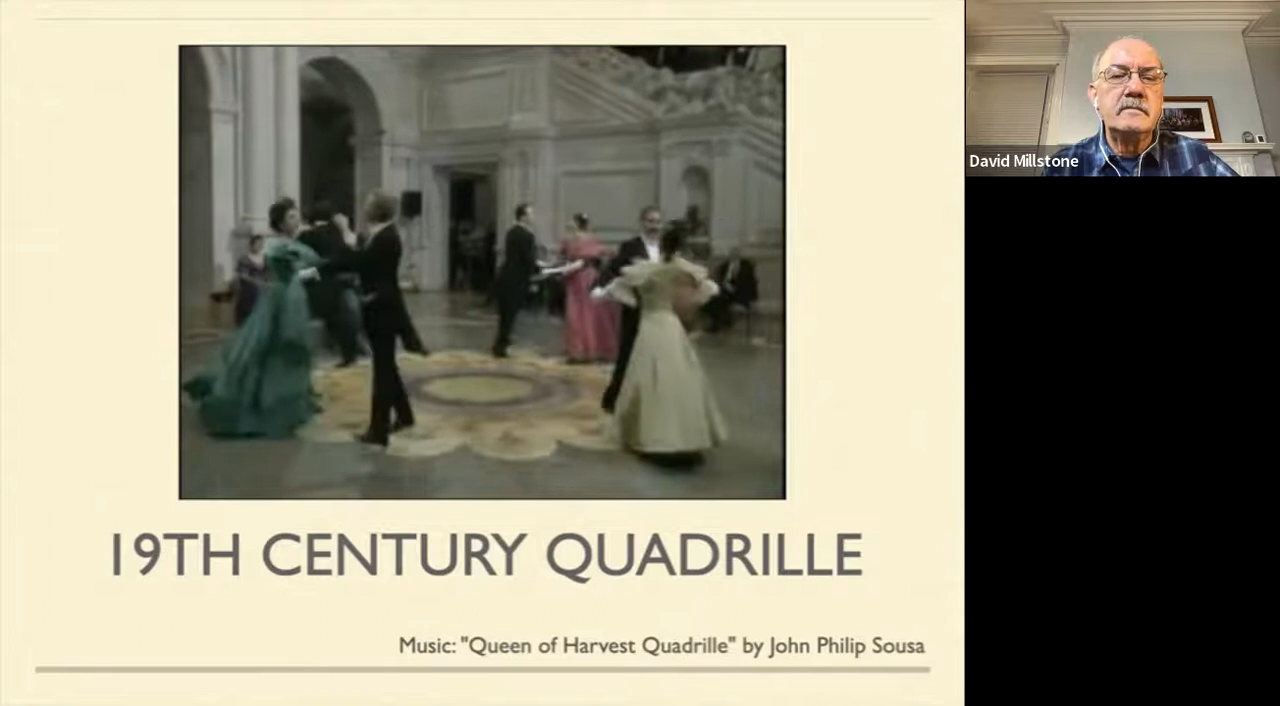 David Millstone
19TH CENTURY QUADRILLE
Music: "Queen of Harvest Quadrille" by John Philip Sousa